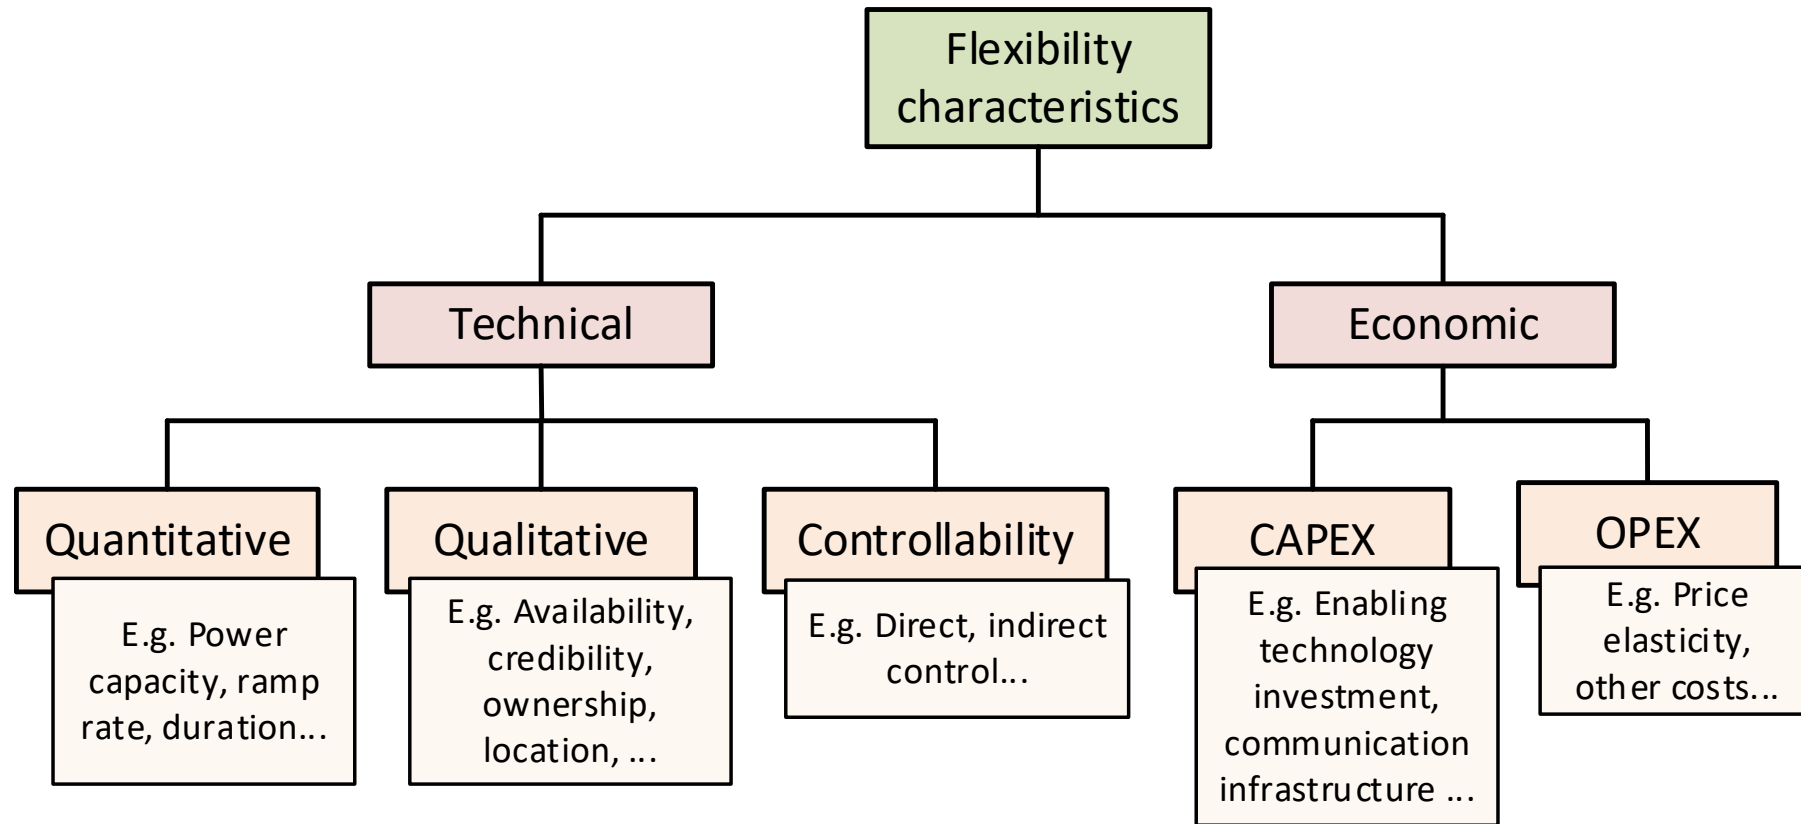 Flexibility
characteristics
Technical
Economic
Quantitative
E.g. Power
capacity, ramp
rate, duration...
Qualitative
E.g. Availability,
credibility,
ownership,
location, ...
Controllability
E.g. Direct, indirect
control...
CAPEX
E.g. Enabling
technology
investment,
communication
infrastructure ...
OPEX
E.g. Price
elasticity,
other costs...